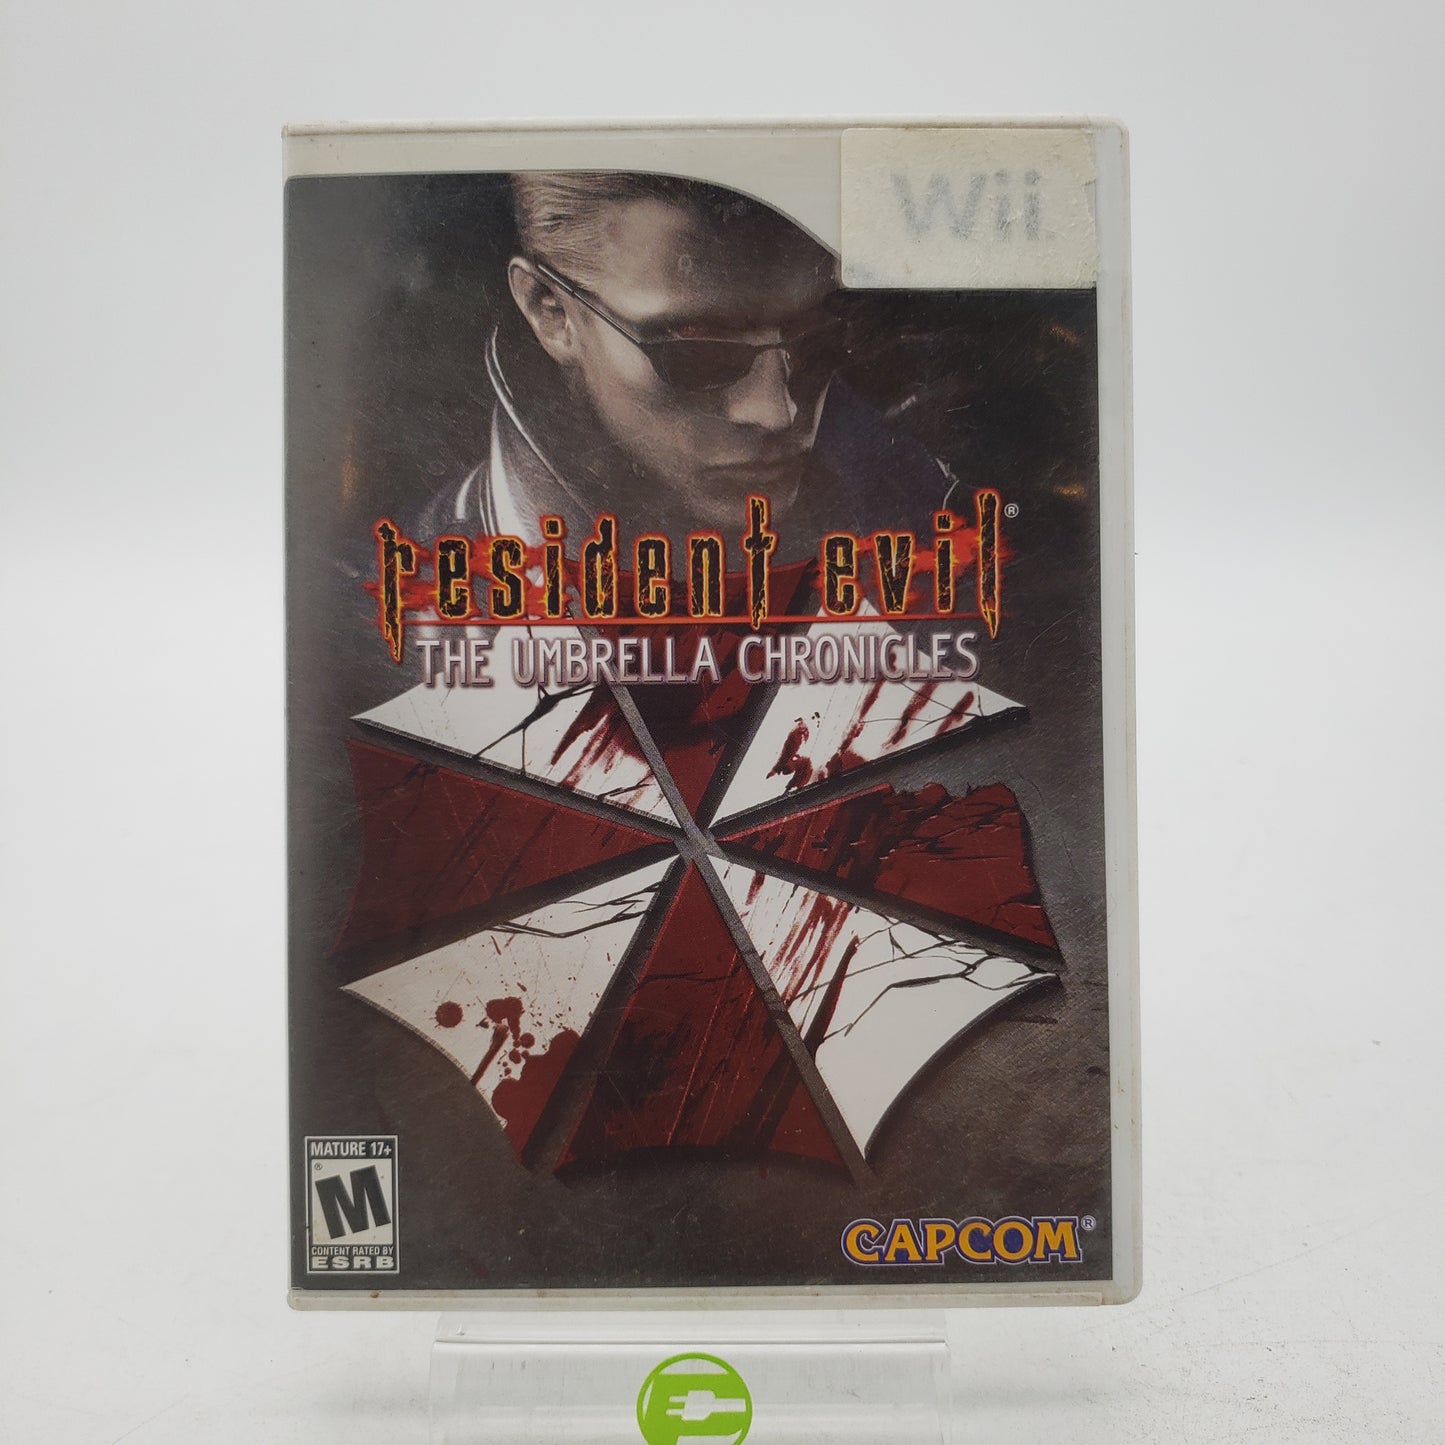 Wii
resident evil®
THE UMBRELLA CHRONICLES
MATURE 17+
M®
CONTENT RATED BY
ESRB
CAPCOM®